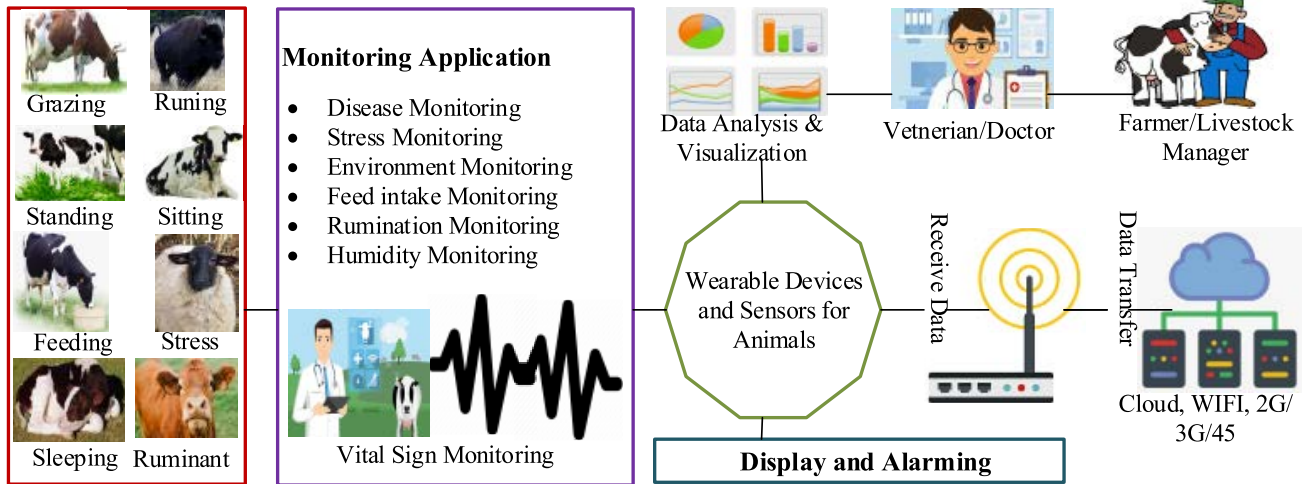 Grazing
Runing
Standing
Sitting
Feeding
Stress
Sleeping
Ruminant
Monitoring Application
• Disease Monitoring
• Stress Monitoring
• Environment Monitoring
• Feed intake Monitoring
• Rumination Monitoring
• Humidity Monitoring
Vital Sign Monitoring
Data Analysis &
Visualization
Vetnerian/Doctor
Farmer/Livestock
Manager
Wearable Devices
and Sensors for
Animals
Receive Data
Data Transfer
Cloud, WIFI, 2G/
3G/45
Display and Alarming